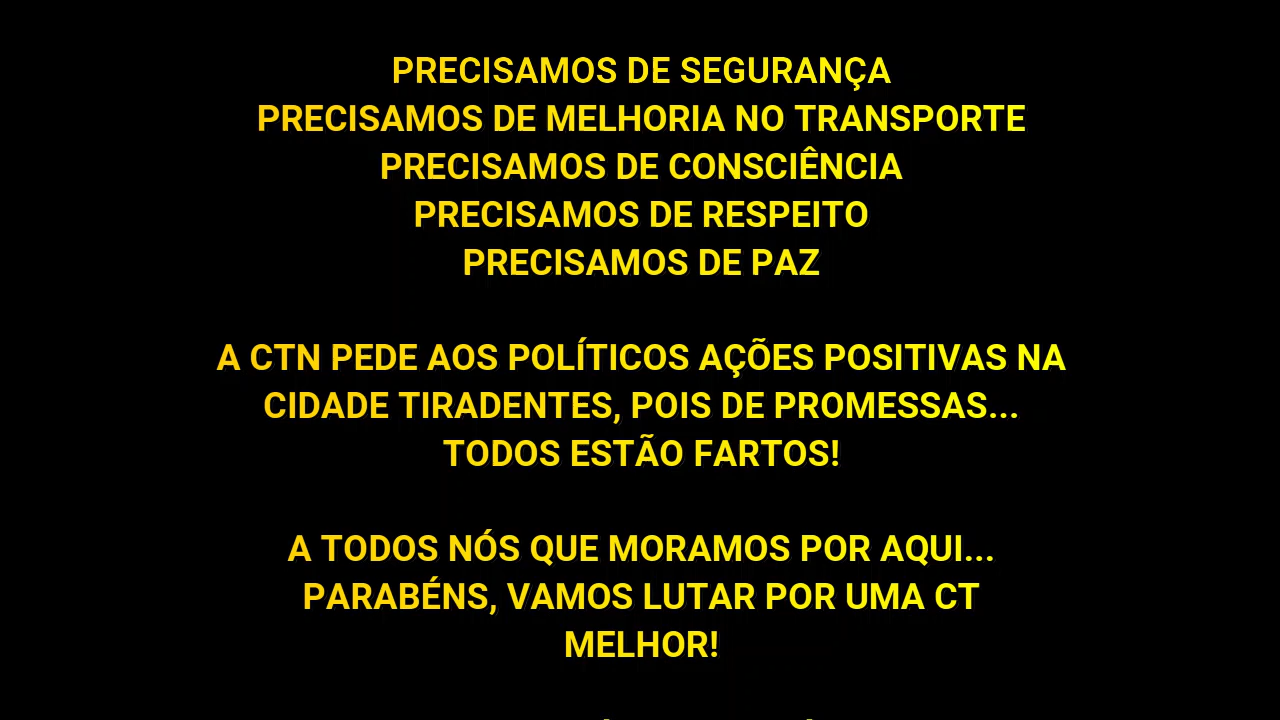 PRECISAMOS DE SEGURANÇA
PRECISAMOS DE MELHORIA NO TRANSPORTE
PRECISAMOS DE CONSCIÊNCIA
PRECISAMOS DE RESPEITO
PRECISAMOS DE PAZ
A CTN PEDE AOS POLÍTICOS AÇÕES POSITIVAS NA
CIDADE TIRADENTES, POIS DE PROMESSAS...
TODOS ESTÃO FARTOS!
A TODOS NÓS QUE MORAMOS POR AQUI...
PARABÉNS, VAMOS LUTAR POR UMA CT
MELHOR!